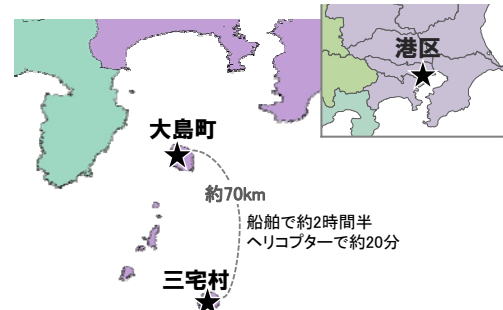 港区
大島町
約70km
船舶で約2時間半
ヘリコプターで約20分
三宅村